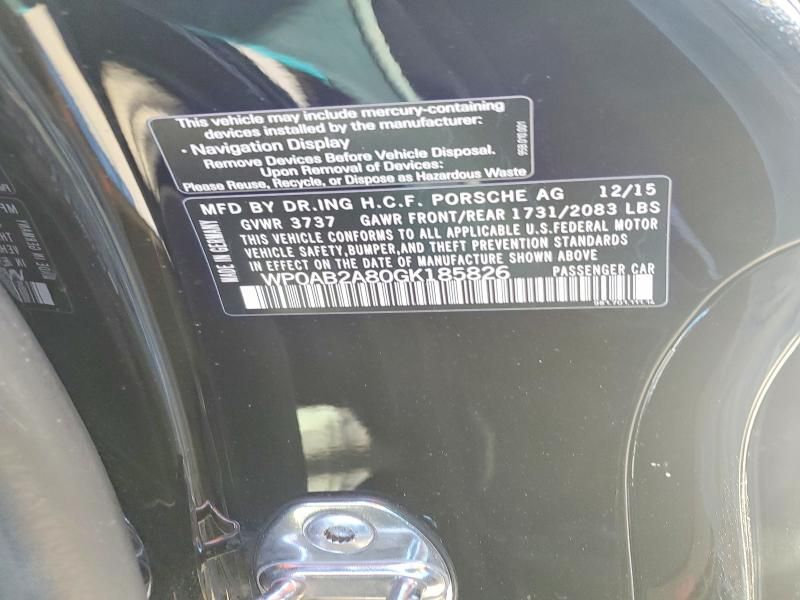 This vehicle may include mercury-containing
devices installed by the manufacturer:
• Navigation Display
Remove Devices Before Vehicle Disposal.
Upon Removal of Devices:
Please Reuse, Recycle, or Dispose as Hazardous Waste
95B 010 001
MFD BY DR.ING H.C.F. PORSCHE AG 12/15
GVWR 3737 GAWR FRONT/REAR 1731/2083 LBS
THIS VEHICLE CONFORMS TO ALL APPLICABLE U.S.FEDERAL MOTOR
VEHICLE SAFETY,BUMPER,AND THEFT PREVENTION STANDARDS
IN EFFECT ON THE DATE OF MANUFACTURE SHOWN ABOVE
WP0AB2A80GK185826 PASSENGER CAR
MADE IN GERMANY